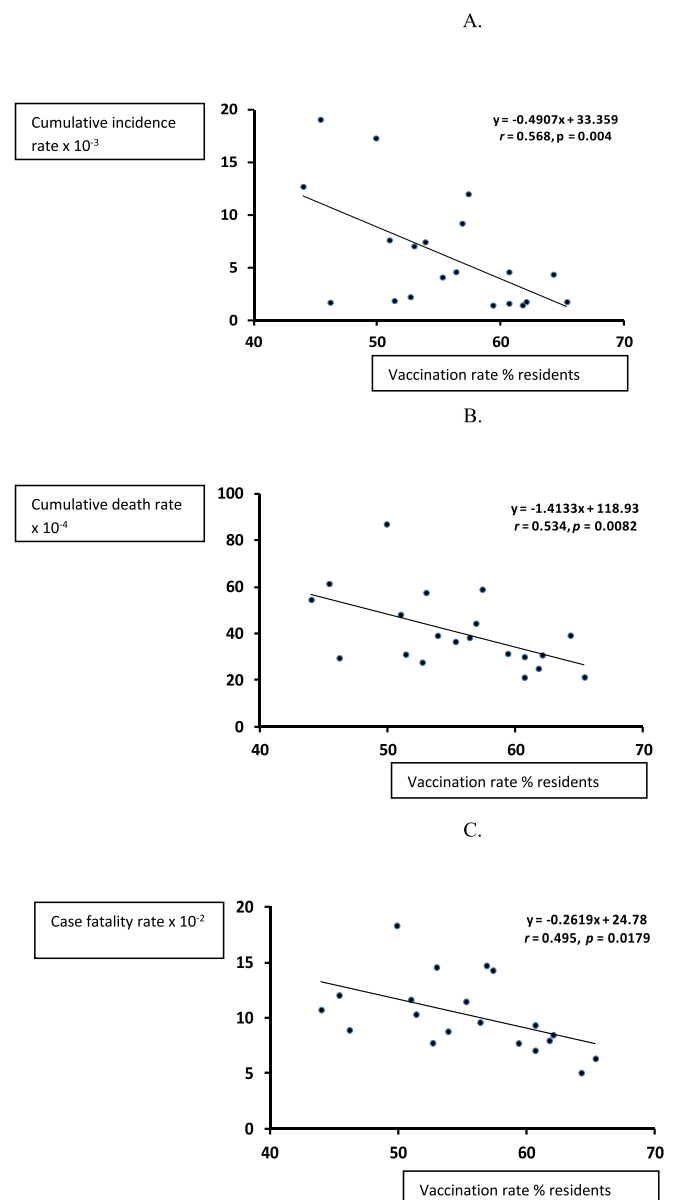 A.
Cumulative incidence
rate x 10-3
20
y = -0.4907x + 33.359
r = 0.568, p = 0.004
15
10
5
0
40 50 60 70
Vaccination rate % residents
B.
Cumulative death rate
x 10-4
100
y = -1.4133x + 118.93
r = 0.534, p = 0.0082
80
60
40
20
0
40 50 60 70
Vaccination rate % residents
C.
Case fatality rate x 10-2
20
y = -0.2619x + 24.78
r = 0.495, p = 0.0179
15
10
5
0
40 50 60 70
Vaccination rate % residents